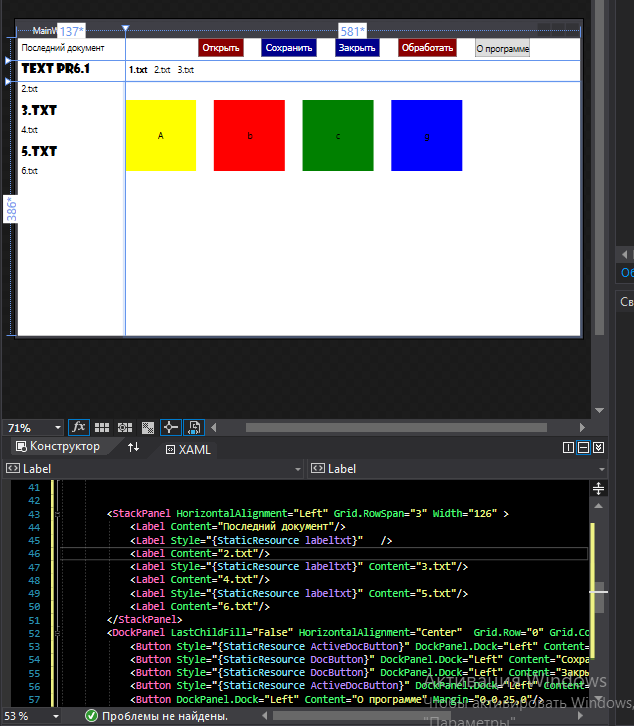 MainW 137* 581*
Последний документ Открыть Сохранить Закрыть Обработать О программе
TEXT PR6.1 1.txt 2.txt 3.txt
2.txt
3.TXT
4.txt
5.TXT
6.txt
A b c g
386*
Об
Св
71% fx
Конструктор XAML
Label Label
41
42
43 <StackPanel HorizontalAlignment="Left" Grid.RowSpan="3" Width="126" >
44 <Label Content="Последний документ"/>
45 <Label Style="{StaticResource labeltxt}" />
46 <Label Content="2.txt"/>
47 <Label Style="{StaticResource labeltxt}" Content="3.txt"/>
48 <Label Content="4.txt"/>
49 <Label Style="{StaticResource labeltxt}" Content="5.txt"/>
50 <Label Content="6.txt"/>
51 </StackPanel>
52 <DockPanel LastChildFill="False" HorizontalAlignment="Center" Grid.Row="0" Grid.Co
53 <Button Style="{StaticResource ActiveDocButton}" DockPanel.Dock="Left" Content=
54 <Button Style="{StaticResource DocButton}" DockPanel.Dock="Left" Content="Сохра
55 <Button Style="{StaticResource DocButton}" DockPanel.Dock="Left" Content="Закры
56 <Button Style="{StaticResource ActiveDocButton}" DockPanel.Dock="Left" Content=
57 <Button DockPanel.Dock="Left" Content="О программе" Margin="0,0,25,0"/>
Активация Windows
Чтобы активировать Windows,
"Параметры".
53 % Проблемы не найдены.